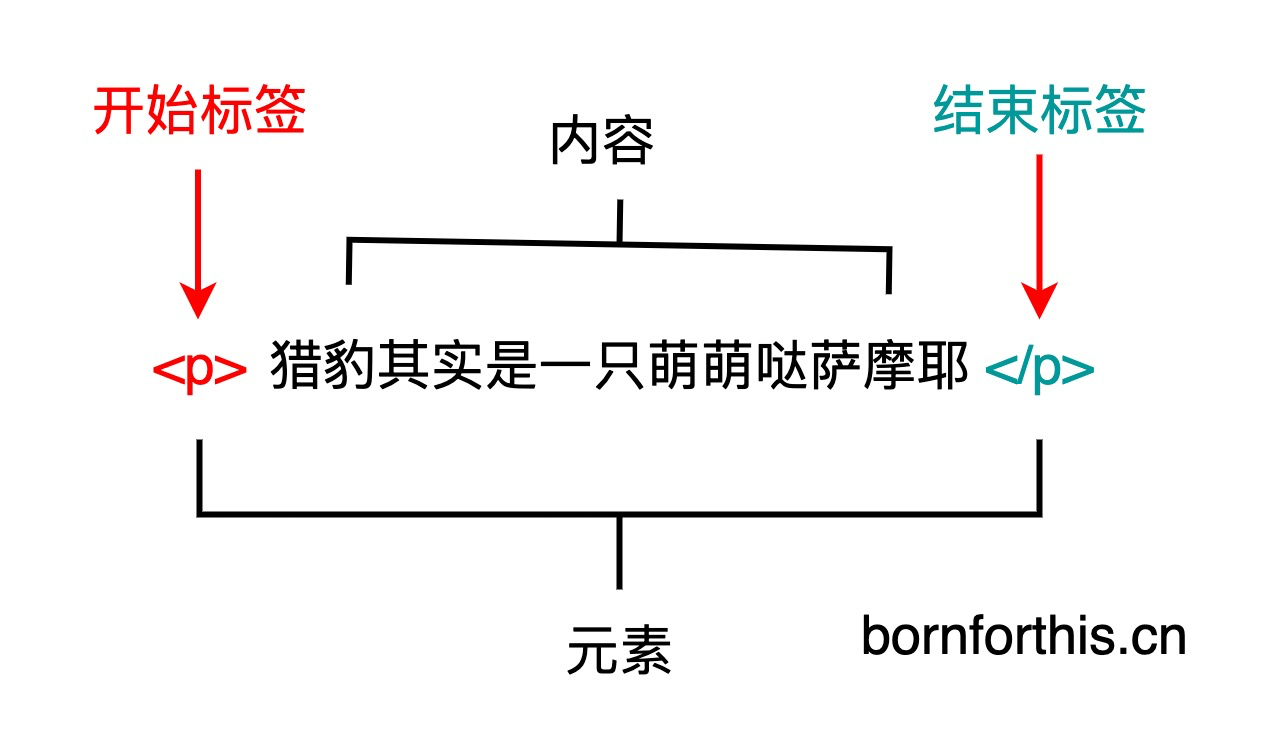 开始标签
结束标签
内容
<p> 猎豹其实是一只萌萌哒萨摩耶 </p>
元素
bornforthis.cn